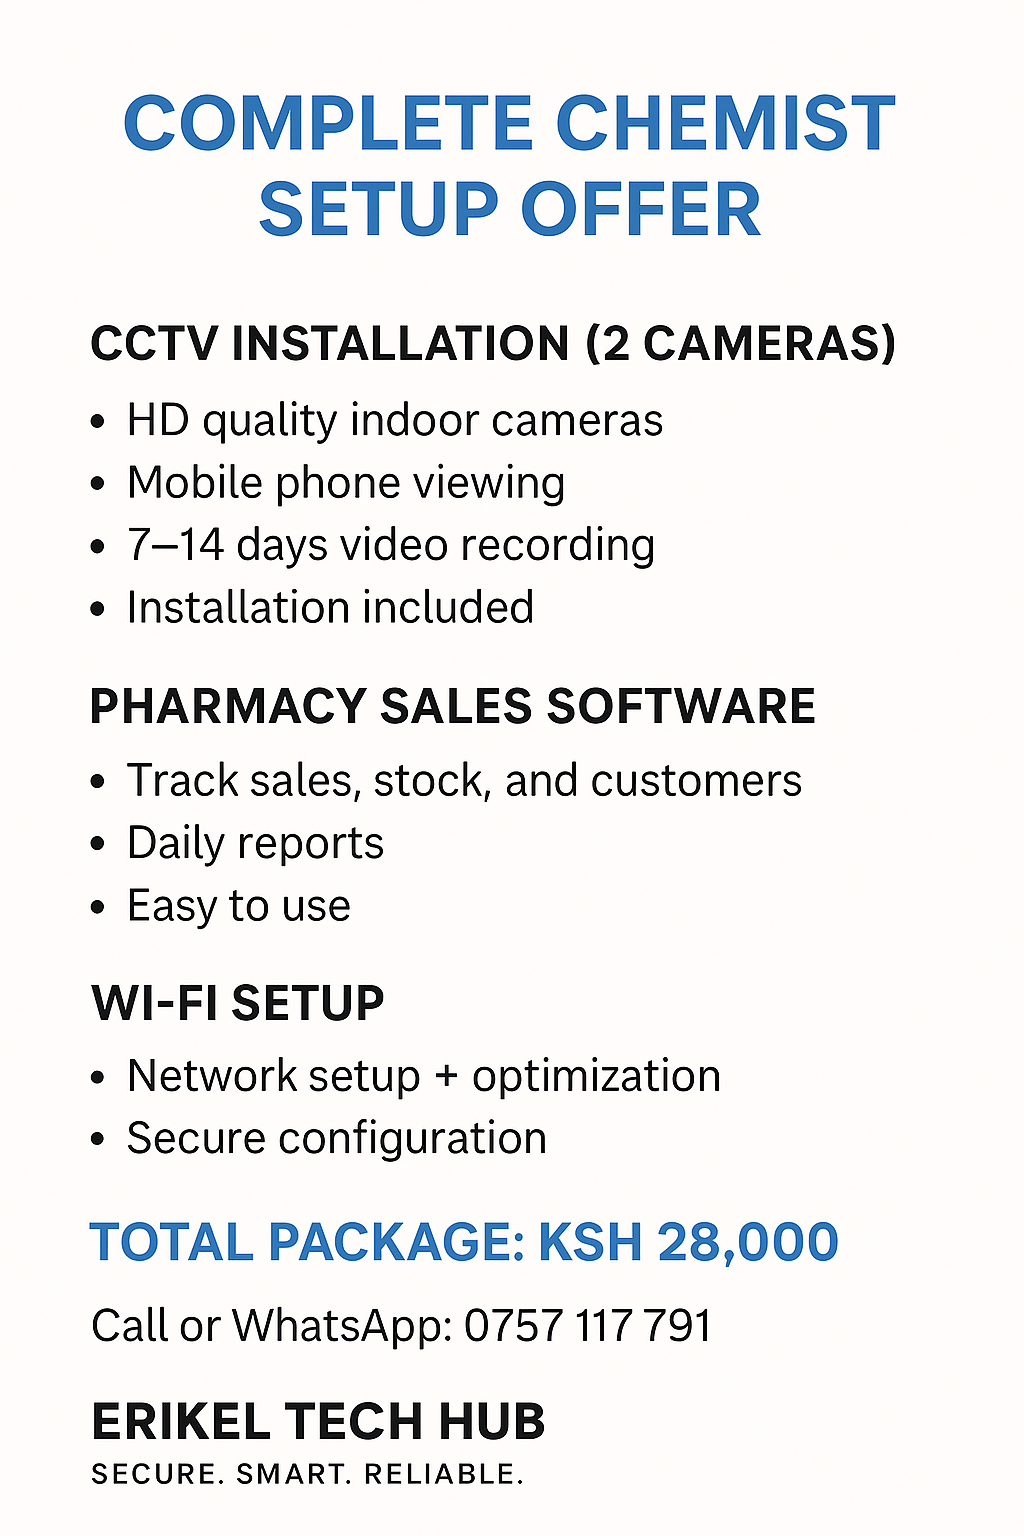 COMPLETE CHEMIST
SETUP OFFER
CCTV INSTALLATION (2 CAMERAS)
• HD quality indoor cameras
• Mobile phone viewing
• 7–14 days video recording
• Installation included
PHARMACY SALES SOFTWARE
• Track sales, stock, and customers
• Daily reports
• Easy to use
WI-FI SETUP
• Network setup + optimization
• Secure configuration
TOTAL PACKAGE: KSH 28,000
Call or WhatsApp: 0757 117 791
ERIKEL TECH HUB
SECURE. SMART. RELIABLE.